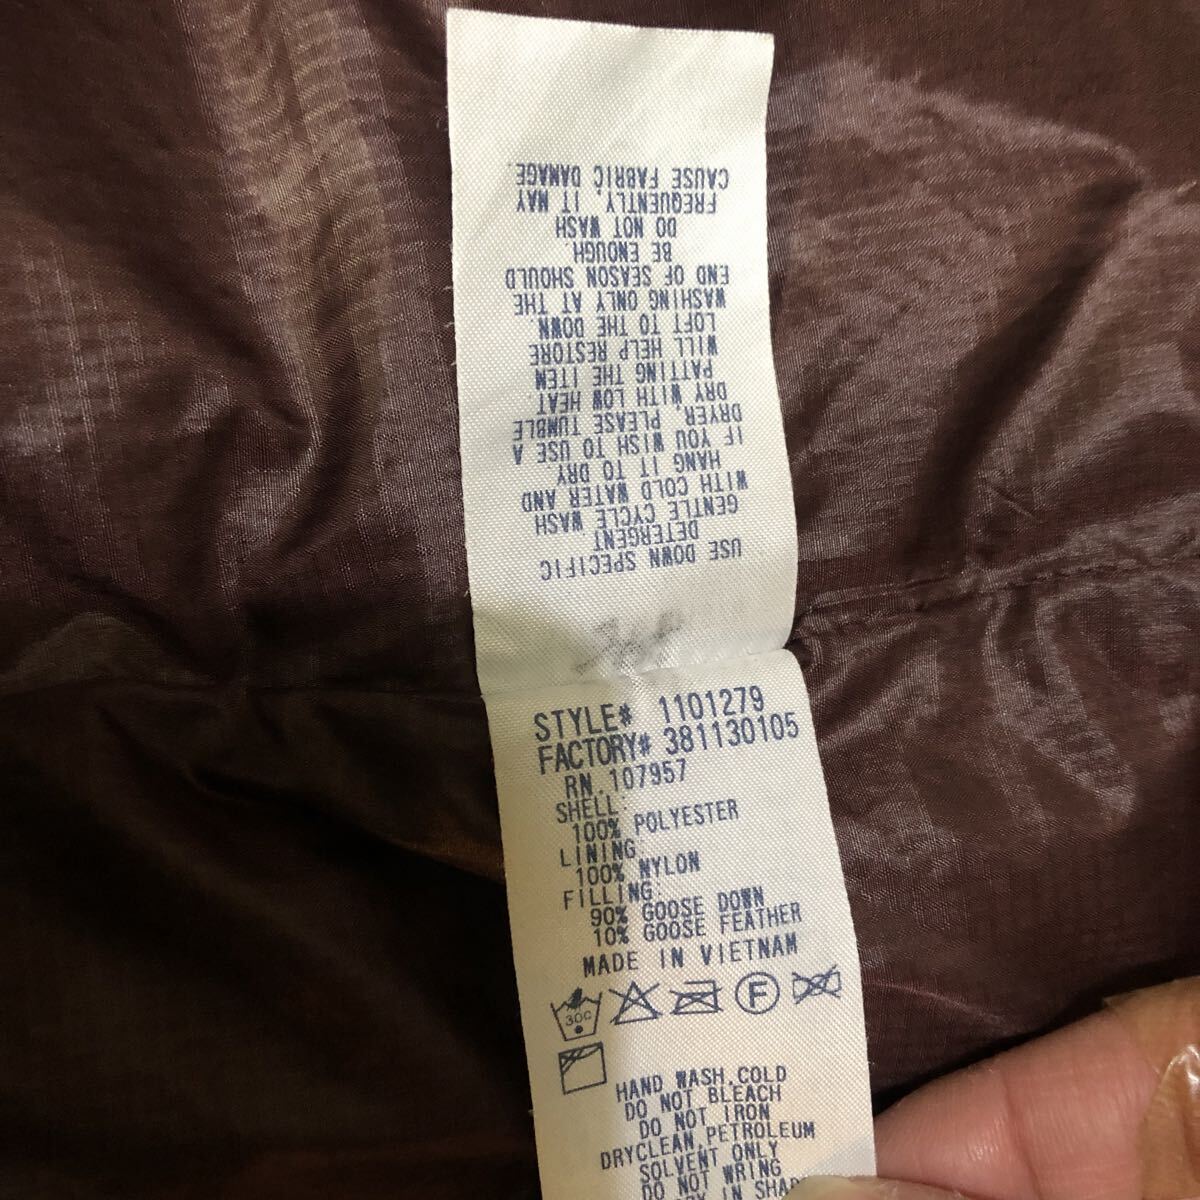 USE DOWN SPECIFIC
DETERGENT
GENTLE CYCLE WASH
WITH COLD WATER AND
HANG IT TO DRY
IF YOU WISH TO USE A
DRYER, PLEASE TUMBLE
DRY WITH LOW HEAT.
PATTING THE ITEM
WILL HELP RESTORE
LOFT TO THE DOWN.
WASHING ONLY AT THE
END OF SEASON SHOULD
BE ENOUGH.
DO NOT WASH
FREQUENTLY, IT MAY
CAUSE FABRIC DAMAGE.
STYLE# 1101279
FACTORY# 381130105
RN.107957
SHELL:
100% POLYESTER
LINING:
100% NYLON
FILLING:
90% GOOSE DOWN
10% GOOSE FEATHER
MADE IN VIETNAM
30C F
HAND WASH,COLD
DO NOT BLEACH
DO NOT IRON
DRYCLEAN,PETROLEUM
SOLVENT ONLY
DO NOT WRING
IN